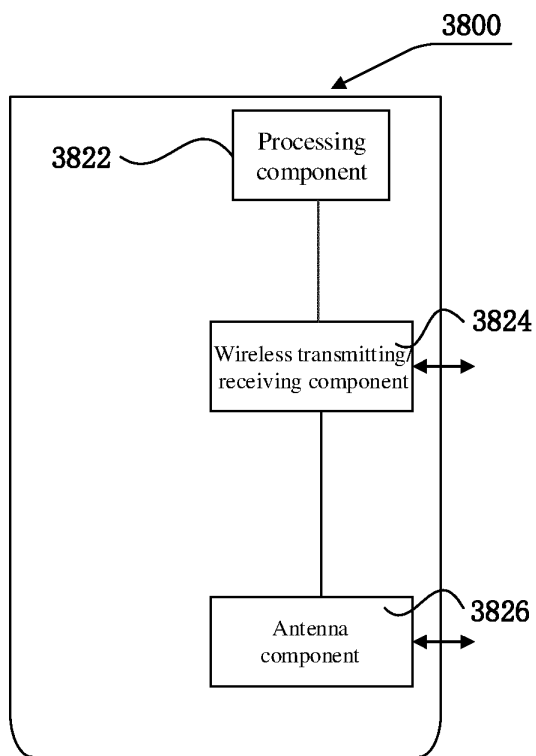 3800
Processing
component
3822
3824
Wireless transmitting/
receiving component
3826
Antenna
component